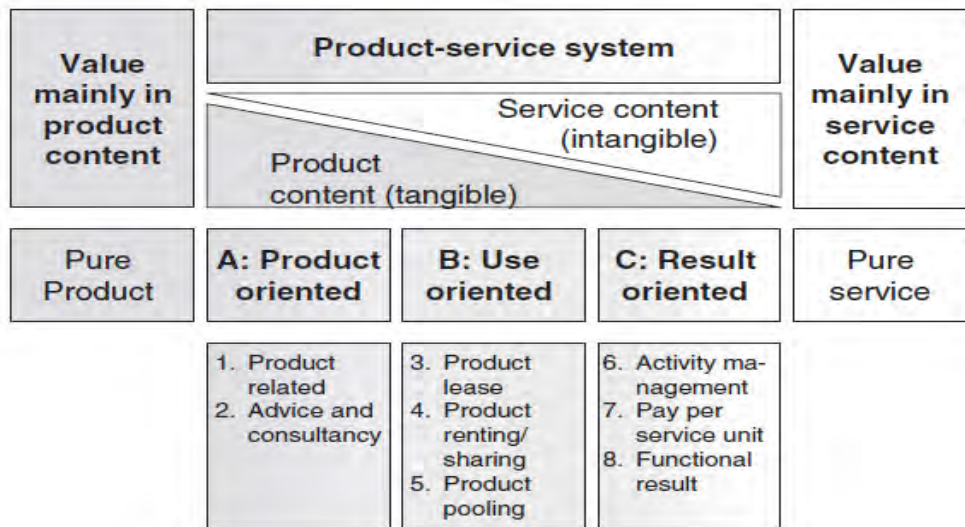 Value
mainly in
product
content
Product-service system
Service content
(intangible)
Product
content (tangible)
Value
mainly in
service
content
Pure
Product
A: Product
oriented
B: Use
oriented
C: Result
oriented
Pure
service
1. Product
related
2. Advice and
consultancy
3. Product
lease
4. Product
renting/
sharing
5. Product
pooling
6. Activity ma-
nagement
7. Pay per
service unit
8. Functional
result